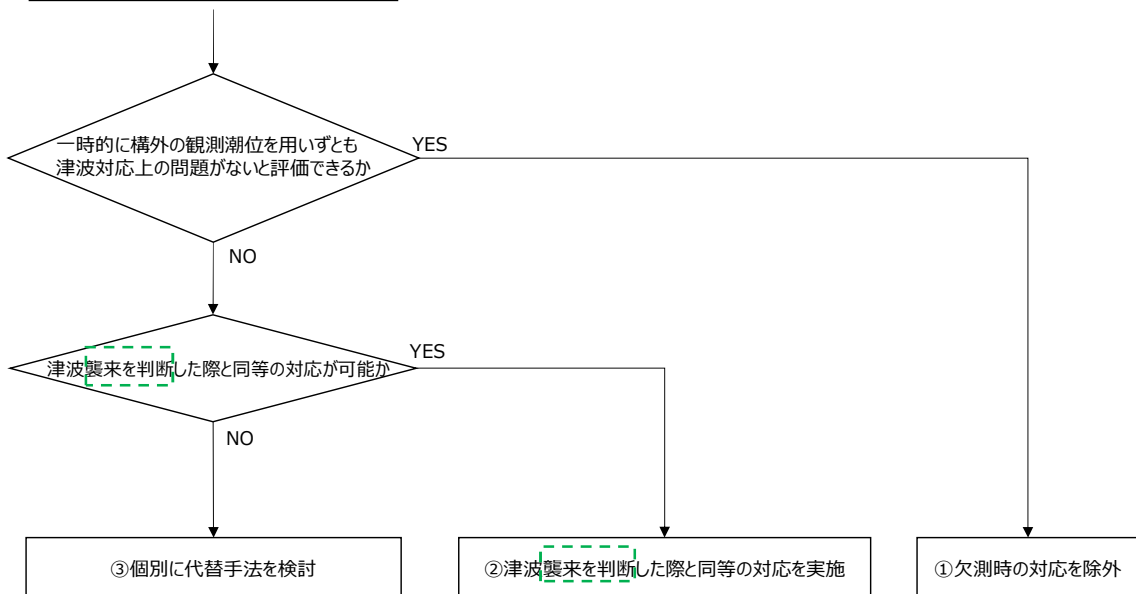 一時的に構外の観測潮位を用いずとも
津波対応上の問題がないと評価できるか
YES
NO
津波襲来を判断した際と同等の対応が可能か
YES
NO
③個別に代替手法を検討
②津波襲来を判断した際と同等の対応を実施
①欠測時の対応を除外